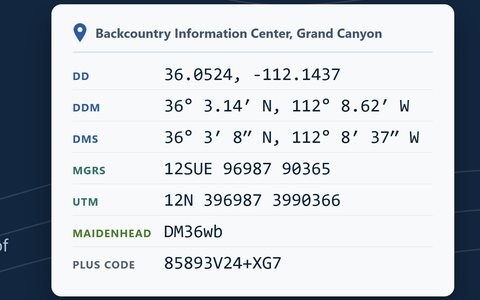 Backcountry Information Center, Grand Canyon
DD 36.0524, -112.1437
DDM 36° 3.14′ N, 112° 8.62′ W
DMS 36° 3′ 8″ N, 112° 8′ 37″ W
MGRS 12SUE 96987 90365
UTM 12N 396987 3990366
MAIDENHEAD DM36wb
of
PLUS CODE 85893V24+XG7